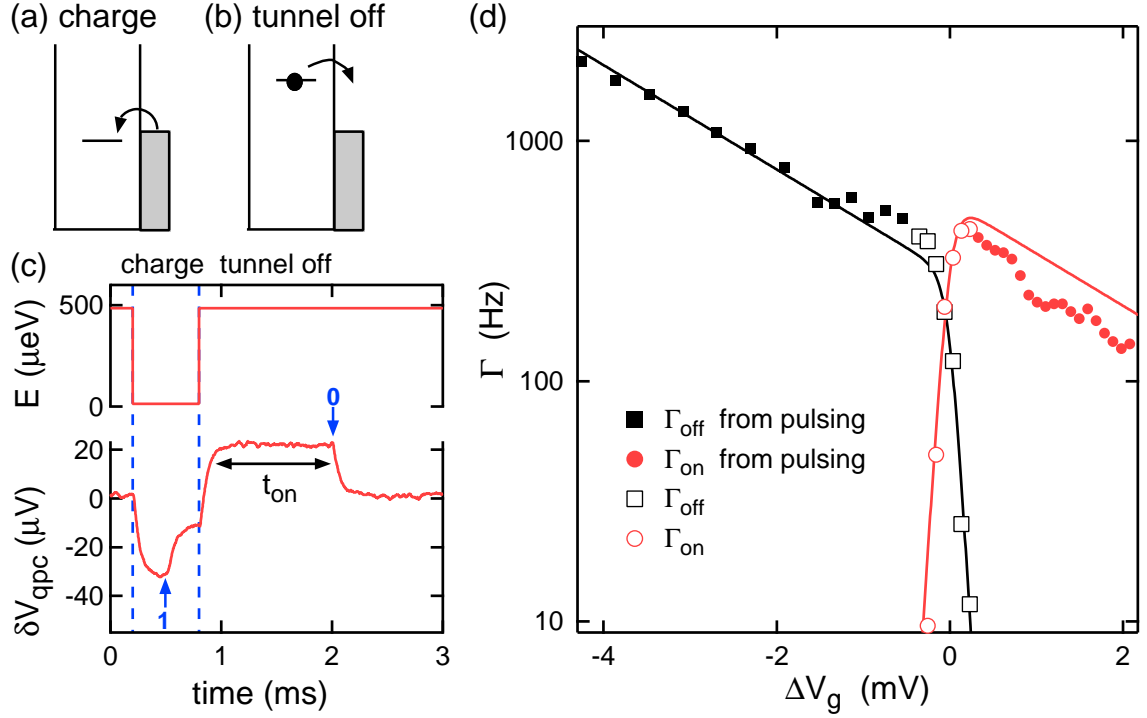 (a) charge
(b) tunnel off
(c)
charge tunnel off
E (μeV)
500
0
δV_qpc (μV)
20
0
-20
-40
0
t_on
1
0 1 2 3
time (ms)
(d)
Γ (Hz)
1000
100
10
Γ_off from pulsing
Γ_on from pulsing
Γ_off
Γ_on
-4 -2 0 2
ΔV_g (mV)